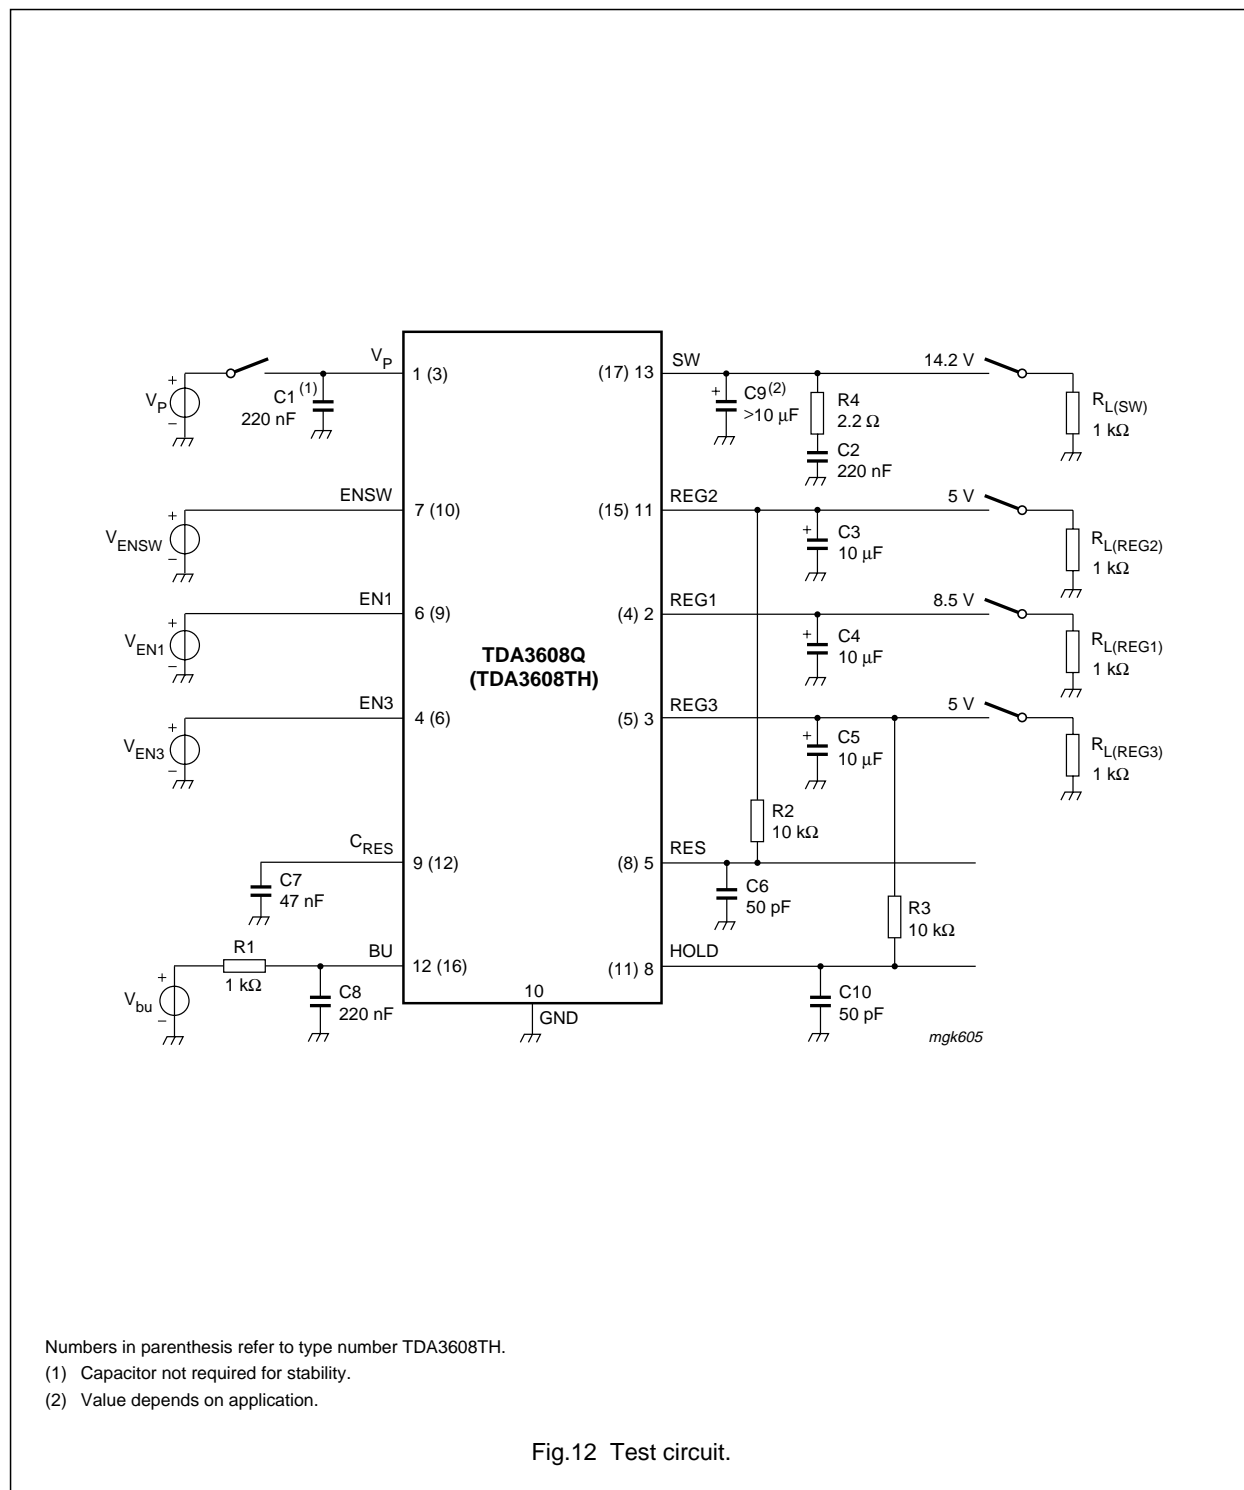 V_P
1 (3)
+
V_P
−
C1 (1)
220 nF
(17) 13
SW
14.2 V
+
C9(2)
>10 μF
R4
2.2 Ω
C2
220 nF
R_L(SW)
1 kΩ
ENSW
7 (10)
+
V_ENSW
−
(15) 11
REG2
5 V
+
C3
10 μF
R_L(REG2)
1 kΩ
EN1
6 (9)
+
V_EN1
−
(4) 2
REG1
8.5 V
+
C4
10 μF
R_L(REG1)
1 kΩ
TDA3608Q
(TDA3608TH)
EN3
4 (6)
+
V_EN3
−
(5) 3
REG3
5 V
+
C5
10 μF
R_L(REG3)
1 kΩ
R2
10 kΩ
C_RES
9 (12)
C7
47 nF
(8) 5
RES
C6
50 pF
R3
10 kΩ
R1
1 kΩ
BU
12 (16)
+
V_bu
−
C8
220 nF
10
GND
(11) 8
HOLD
C10
50 pF
mgk605
Numbers in parenthesis refer to type number TDA3608TH.
(1) Capacitor not required for stability.
(2) Value depends on application.
Fig.12 Test circuit.